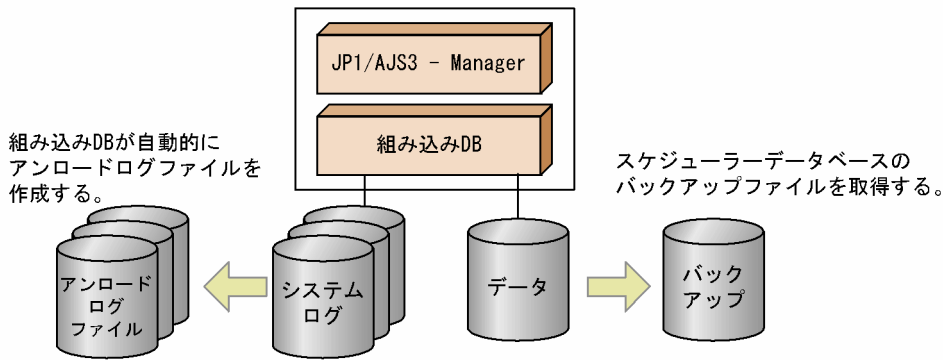 JP1/AJS3 - Manager
組み込みDB
組み込みDBが自動的に
アンロードログファイルを
作成する。
スケジューラーデータベースの
バックアップファイルを取得する。
アンロード
ログ
ファイル
システム
ログ
データ
バック
アップ